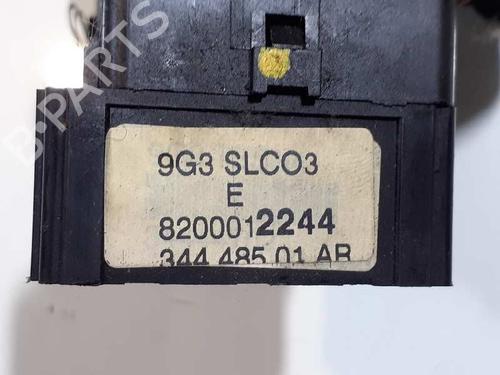 B-PARTS
9G3 SLCO3
E
8200012244
344 485 01 AB